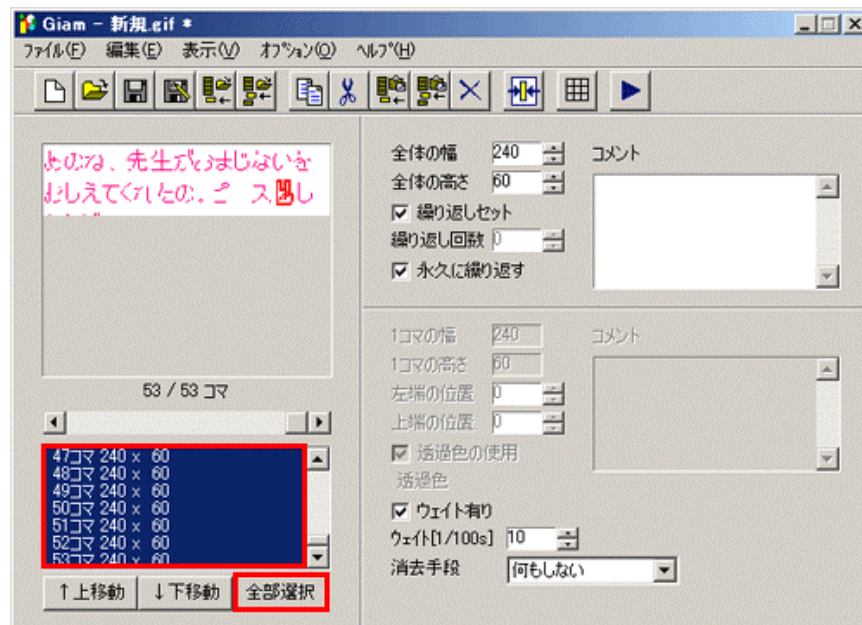 Giam - 新規.gif *
ファイル(F) 編集(E) 表示(V) オプション(O) ヘルプ(H)
あのね、先生がおまじないを
おしえてくれたの。ピース
し
53 / 53 コマ
47コマ 240 x 60
48コマ 240 x 60
49コマ 240 x 60
50コマ 240 x 60
51コマ 240 x 60
52コマ 240 x 60
53コマ 240 x 60
↑上移動 ↓下移動 全部選択
全体の幅 240
全体の高さ 60
繰り返しセット
繰り返し回数 0
永久に繰り返す
コメント
1コマの幅 240
1コマの高さ 60
左端の位置 0
上端の位置 0
透過色の使用
透過色
ウェイト有り
ウェイト[1/100s] 10
消去手段 何もしない
コメント